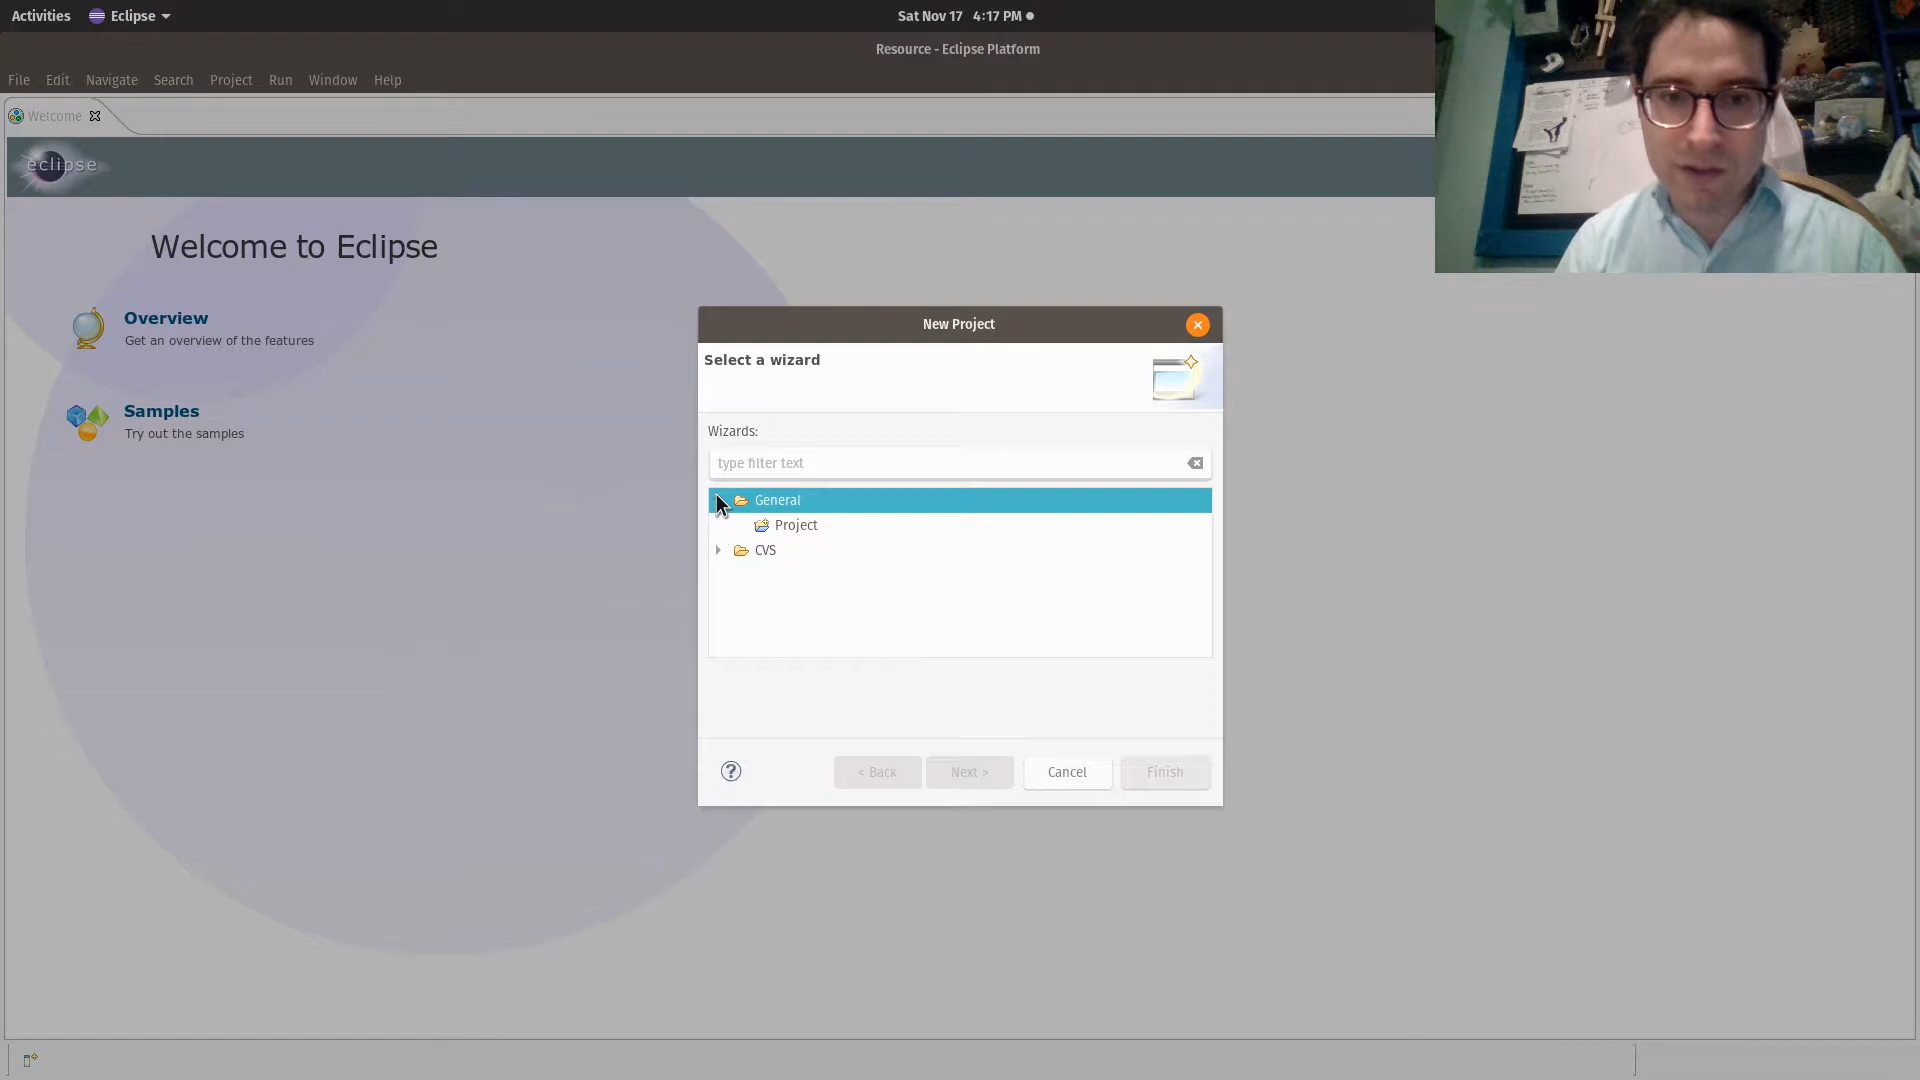 Activities Eclipse Sat Nov 17 4:17 PM
Resource - Eclipse Platform
File Edit Navigate Search Project Run Window Help
Welcome
eclipse
Welcome to Eclipse
Overview
Get an overview of the features
Samples
Try out the samples
New Project
Select a wizard
Wizards:
type filter text
General
Project
CVS
? < Back Next > Cancel Finish